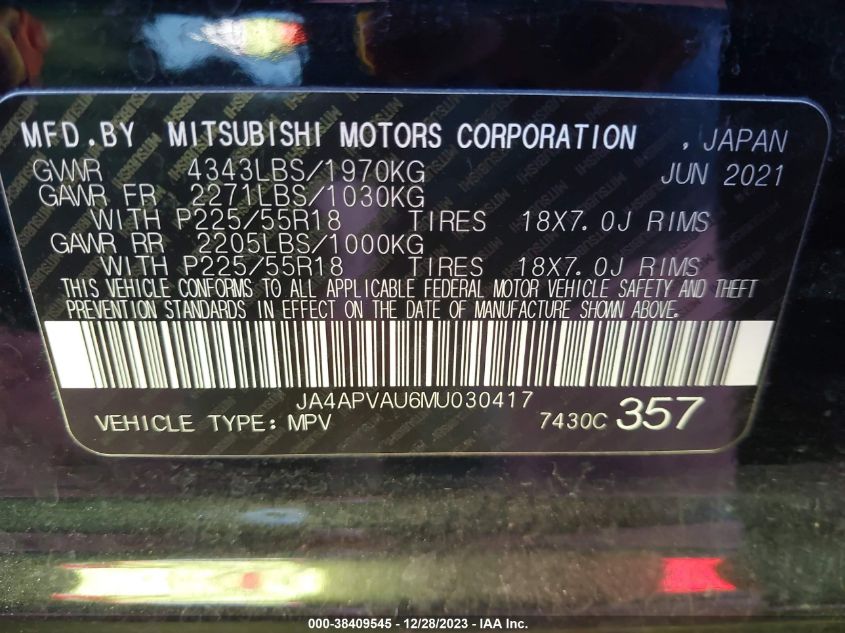 MFD.BY MITSUBISHI MOTORS CORPORATION , JAPAN
GVWR 4343LBS/1970KG JUN 2021
GAWR FR 2271LBS/1030KG
WITH P225/55R18 TIRES 18X7.0J RIMS
GAWR RR 2205LBS/1000KG
WITH P225/55R18 TIRES 18X7.0J RIMS
THIS VEHICLE CONFORMS TO ALL APPLICABLE FEDERAL MOTOR VEHICLE SAFETY AND THEFT
PREVENTION STANDARDS IN EFFECT ON THE DATE OF MANUFACTURE SHOWN ABOVE.
JA4APVAU6MU030417
VEHICLE TYPE: MPV 7430C 357
000-38409545 - 12/28/2023 - IAA Inc.